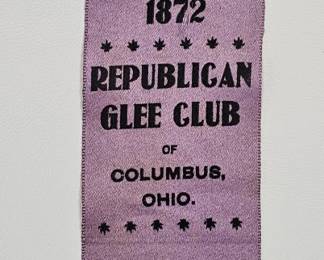 1872
REPUBLICAN
GLEE CLUB
OF
COLUMBUS,
OHIO.